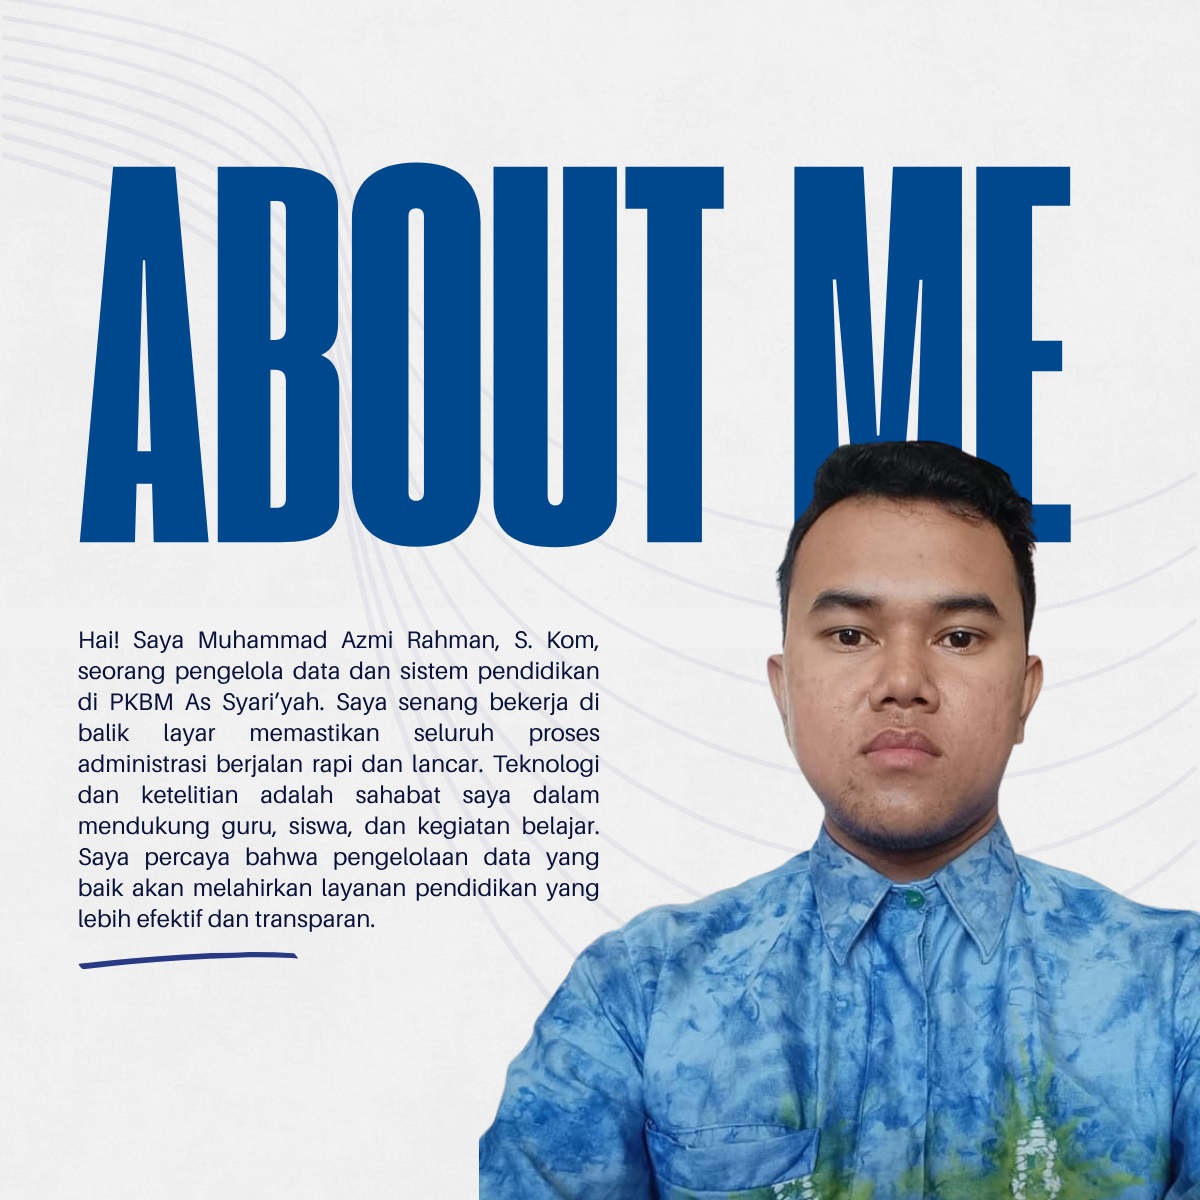 ABOUT ME
Hai! Saya Muhammad Azmi Rahman, S. Kom,
seorang pengelola data dan sistem pendidikan
di PKBM As Syari’yah. Saya senang bekerja di
balik layar memastikan seluruh proses
administrasi berjalan rapi dan lancar. Teknologi
dan ketelitian adalah sahabat saya dalam
mendukung guru, siswa, dan kegiatan belajar.
Saya percaya bahwa pengelolaan data yang
baik akan melahirkan layanan pendidikan yang
lebih efektif dan transparan.